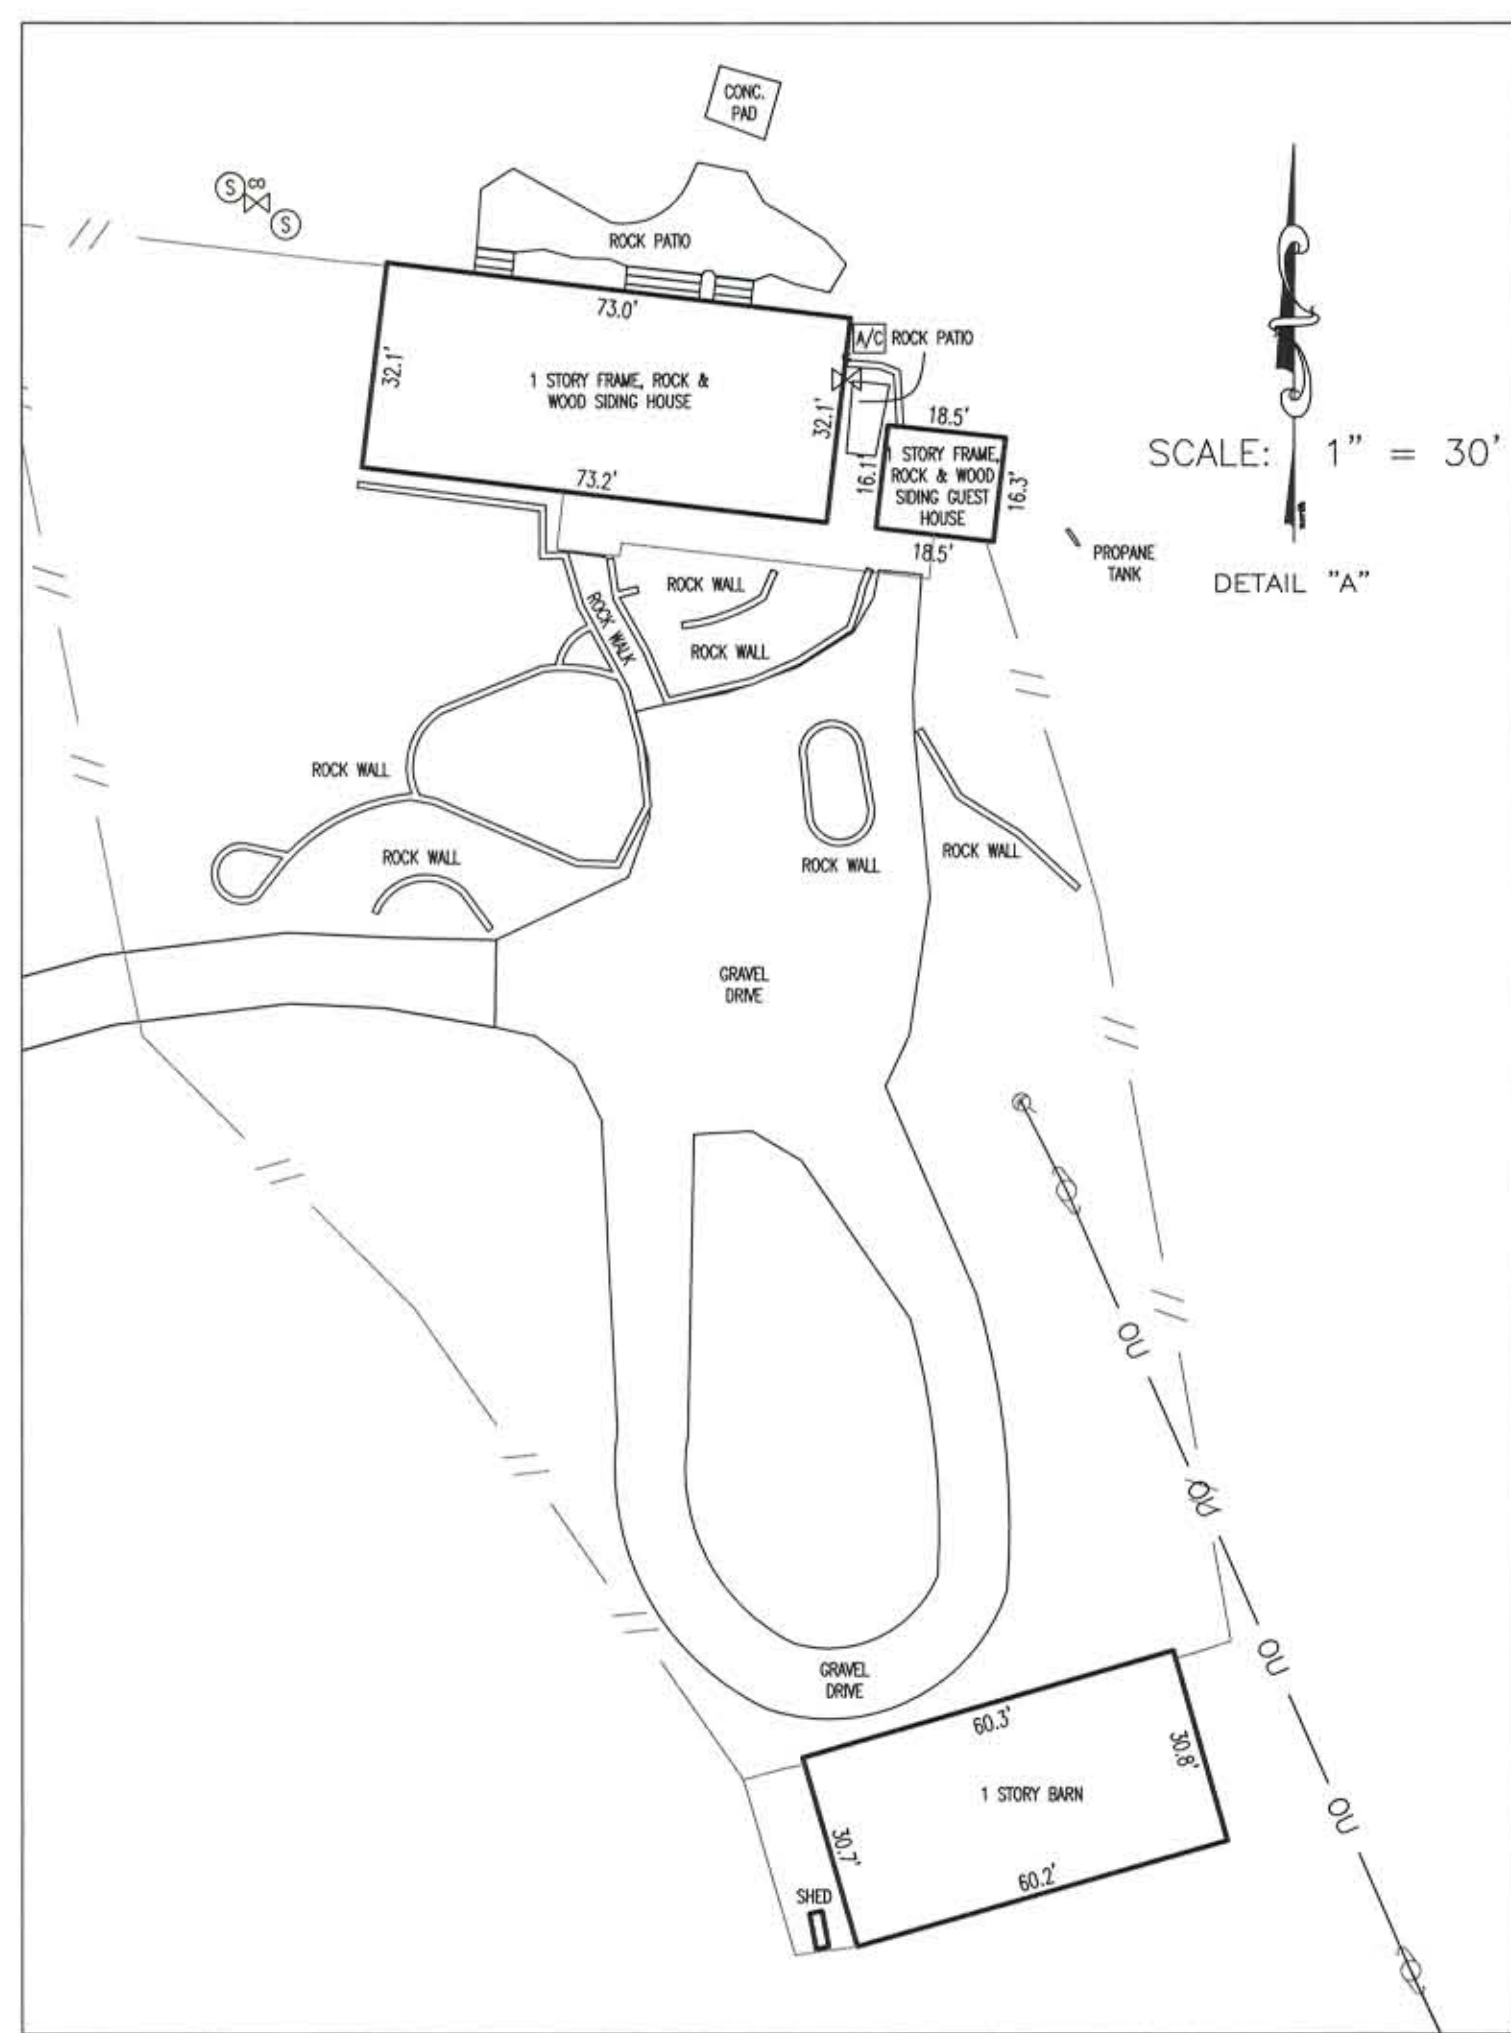 CONC.
PAD
S
CO
S
ROCK PATIO
73.0'
A/C
ROCK PATIO
32.1'
1 STORY FRAME, ROCK &
WOOD SIDING HOUSE
32.1'
18.5'
SCALE: 1" = 30'
73.2'
16.1'
1 STORY FRAME,
ROCK & WOOD
SIDING GUEST
HOUSE
16.3'
north
18.5'
PROPANE
TANK
DETAIL "A"
ROCK WALL
ROCK WALK
ROCK WALL
ROCK WALL
ROCK WALL
ROCK WALL
ROCK WALL
GRAVEL
DRIVE
OU
OU
OU
GRAVEL
DRIVE
60.3'
30.8'
1 STORY BARN
OU
30.7'
60.2'
SHED